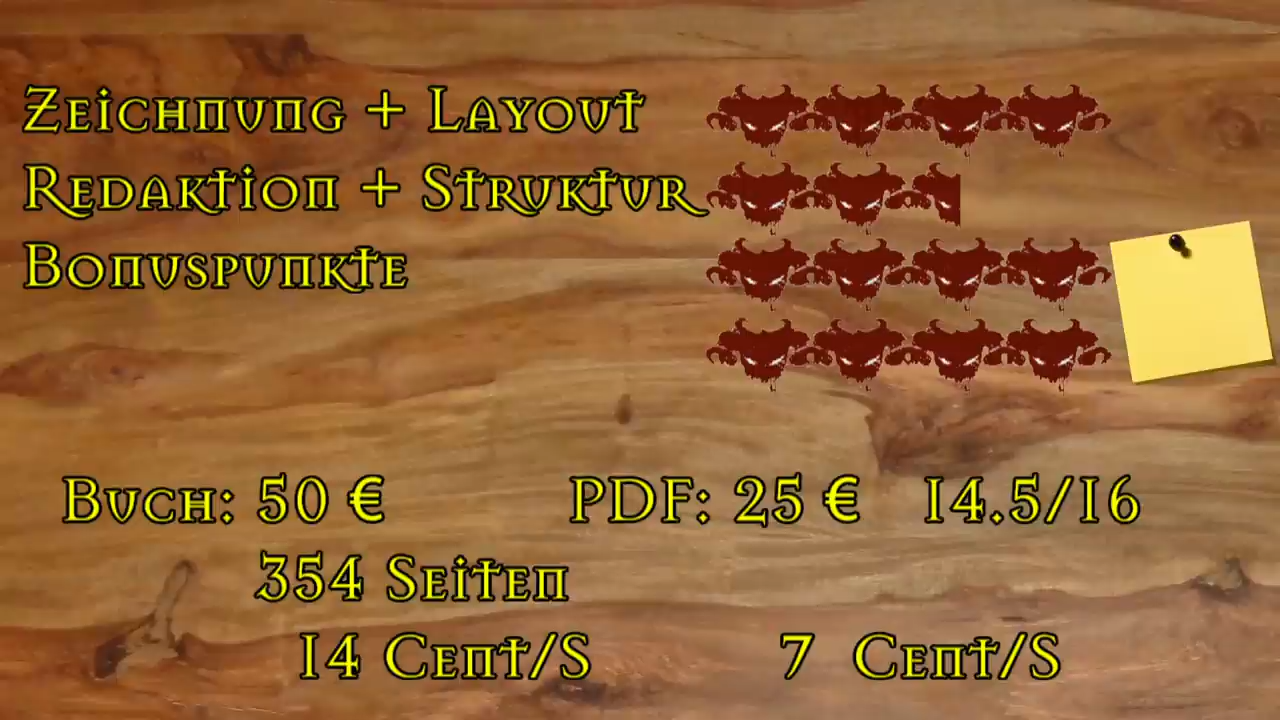 Zeichnung + Layout
Redaktion + Struktur
Bonuspunkte
Buch: 50 € PDF: 25 € 14.5/16
354 Seiten
14 Cent/S 7 Cent/S